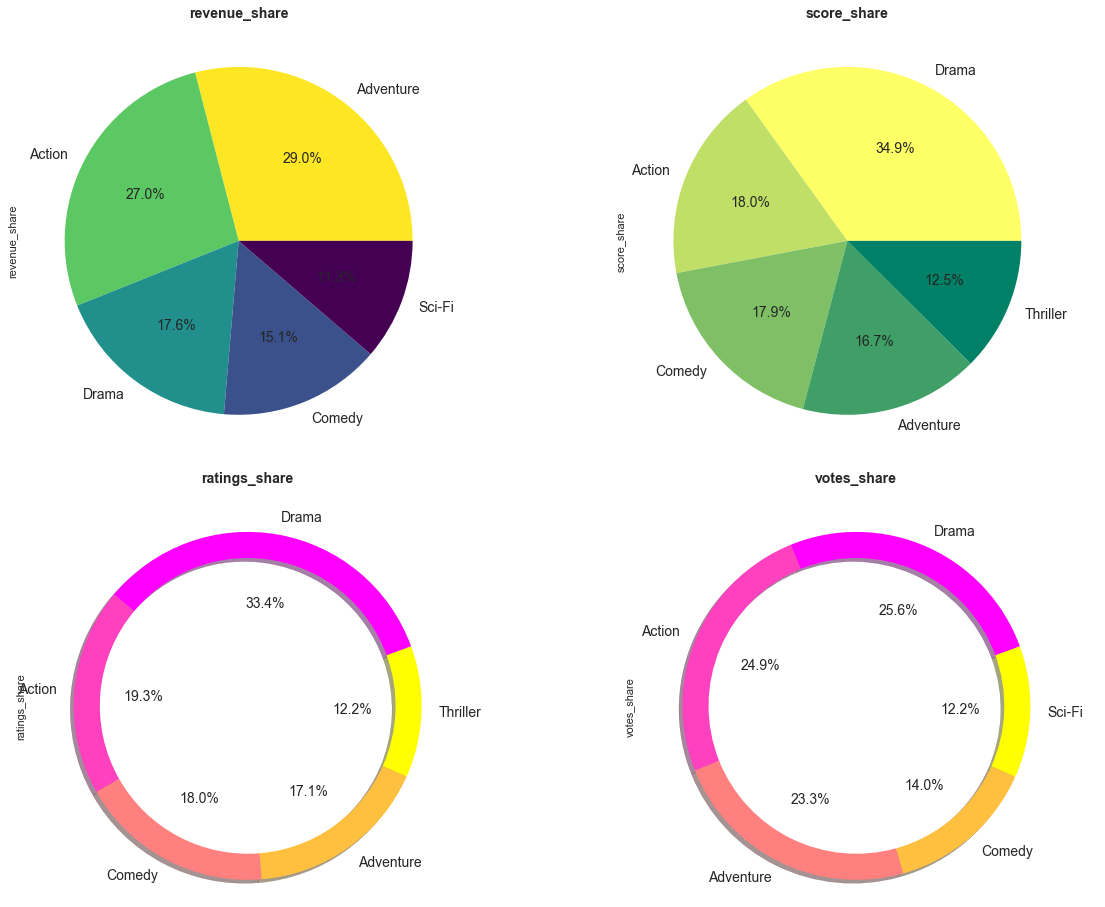 revenue_share
Adventure
29.0%
Action
27.0%
revenue_share
11.3%
Sci-Fi
17.6%
15.1%
Drama
Comedy
score_share
Drama
34.9%
Action
18.0%
score_share
12.5%
Thriller
17.9%
16.7%
Comedy
Adventure
ratings_share
Drama
33.4%
Action
19.3%
ratings_share
12.2%
Thriller
18.0%
17.1%
Adventure
Comedy
votes_share
Drama
25.6%
Action
24.9%
votes_share
12.2%
Sci-Fi
23.3%
14.0%
Comedy
Adventure